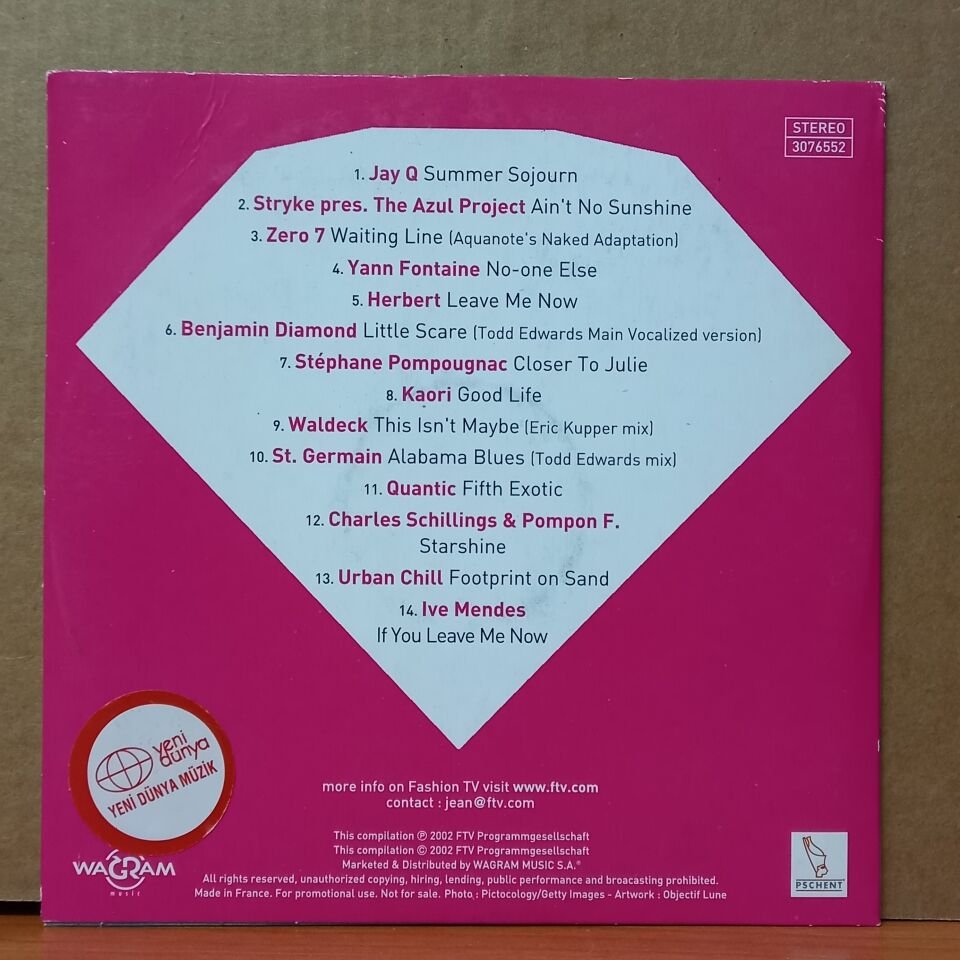 STEREO
3076552
1. Jay Q Summer Sojourn
2. Stryke pres. The Azul Project Ain't No Sunshine
3. Zero 7 Waiting Line (Aquanote's Naked Adaptation)
4. Yann Fontaine No-one Else
5. Herbert Leave Me Now
6. Benjamin Diamond Little Scare (Todd Edwards Main Vocalized version)
7. Stéphane Pompougnac Closer To Julie
8. Kaori Good Life
9. Waldeck This Isn't Maybe (Eric Kupper mix)
10. St. Germain Alabama Blues (Todd Edwards mix)
11. Quantic Fifth Exotic
12. Charles Schillings & Pompon F.
Starshine
13. Urban Chill Footprint on Sand
14. Ive Mendes
If You Leave Me Now
yeni
dünya
YENİ DÜNYA MÜZİK
more info on Fashion TV visit www.ftv.com
contact : jean@ftv.com
This compilation ℗ 2002 FTV Programmgesellschaft
This compilation © 2002 FTV Programmgesellschaft
Marketed & Distributed by WAGRAM MUSIC S.A.®
All rights reserved, unauthorized copying, hiring, lending, public performance and broacasting prohibited.
Made in France. For promotional use. Not for sale. Photo : Pictocology/Getty Images - Artwork : Objectif Lune
WAGRAM
music
PSCHENT